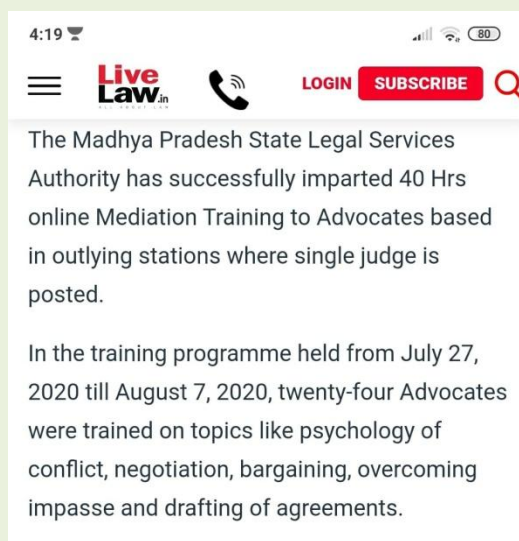 4:19
80
Live
Law.in
ALL ABOUT LAW
LOGIN
SUBSCRIBE
The Madhya Pradesh State Legal Services
Authority has successfully imparted 40 Hrs
online Mediation Training to Advocates based
in outlying stations where single judge is
posted.
In the training programme held from July 27,
2020 till August 7, 2020, twenty-four Advocates
were trained on topics like psychology of
conflict, negotiation, bargaining, overcoming
impasse and drafting of agreements.